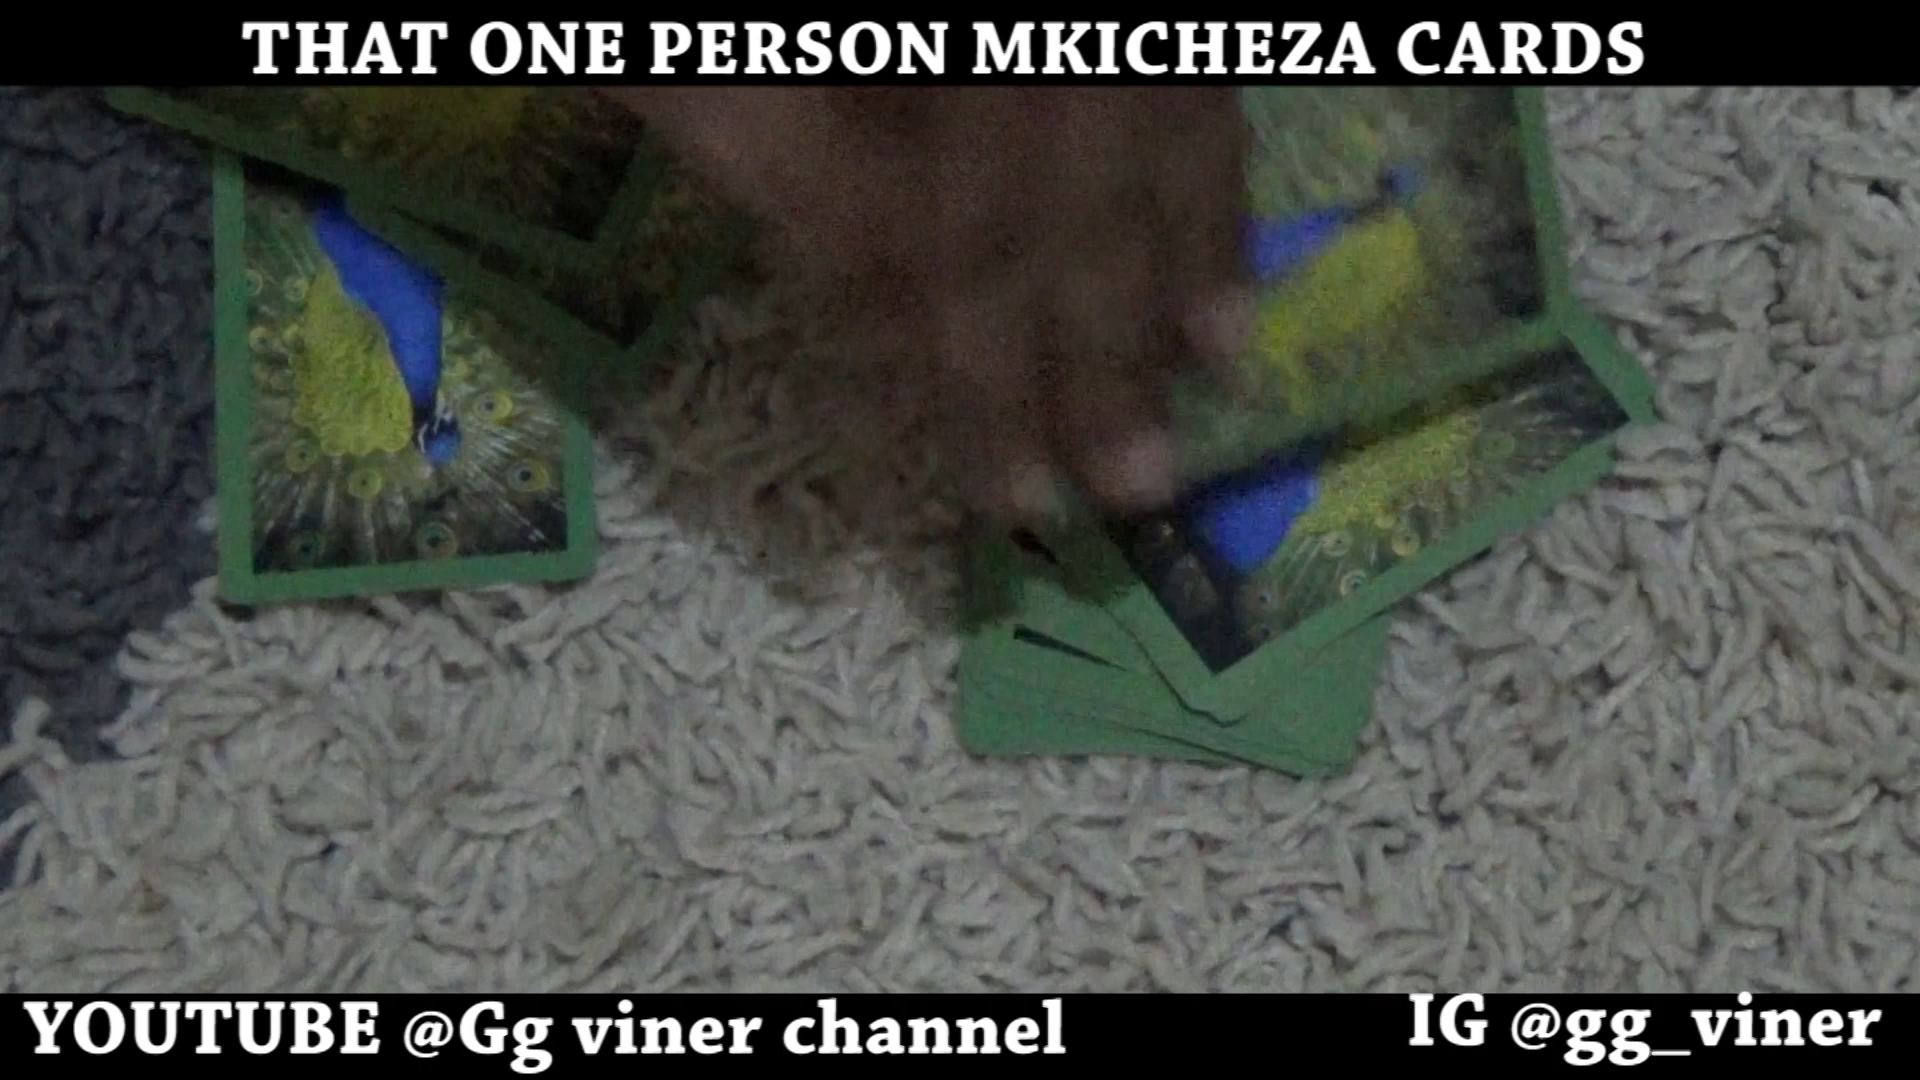 THAT ONE PERSON MKICHEZA CARDS
YOUTUBE @Gg viner channel
IG @gg_viner